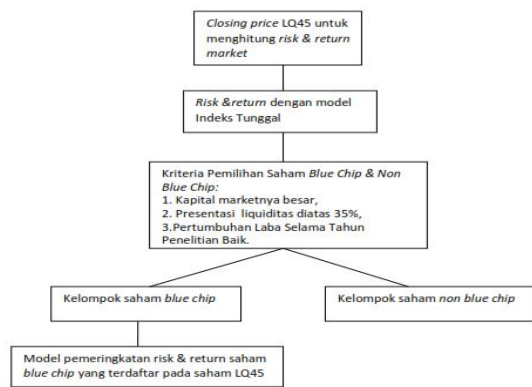 Closing price LQ45 untuk
menghitung risk & return
market
Risk &return dengan model
Indeks Tunggal
Kriteria Pemilihan Saham Blue Chip & Non
Blue Chip:
1. Kapital marketnya besar,
2. Presentasi liquiditas diatas 35%,
3.Pertumbuhan Laba Selama Tahun
Penelitian Baik.
Kelompok saham blue chip
Kelompok saham non blue chip
Model pemeringkatan risk & return saham
blue chip yang terdaftar pada saham LQ45